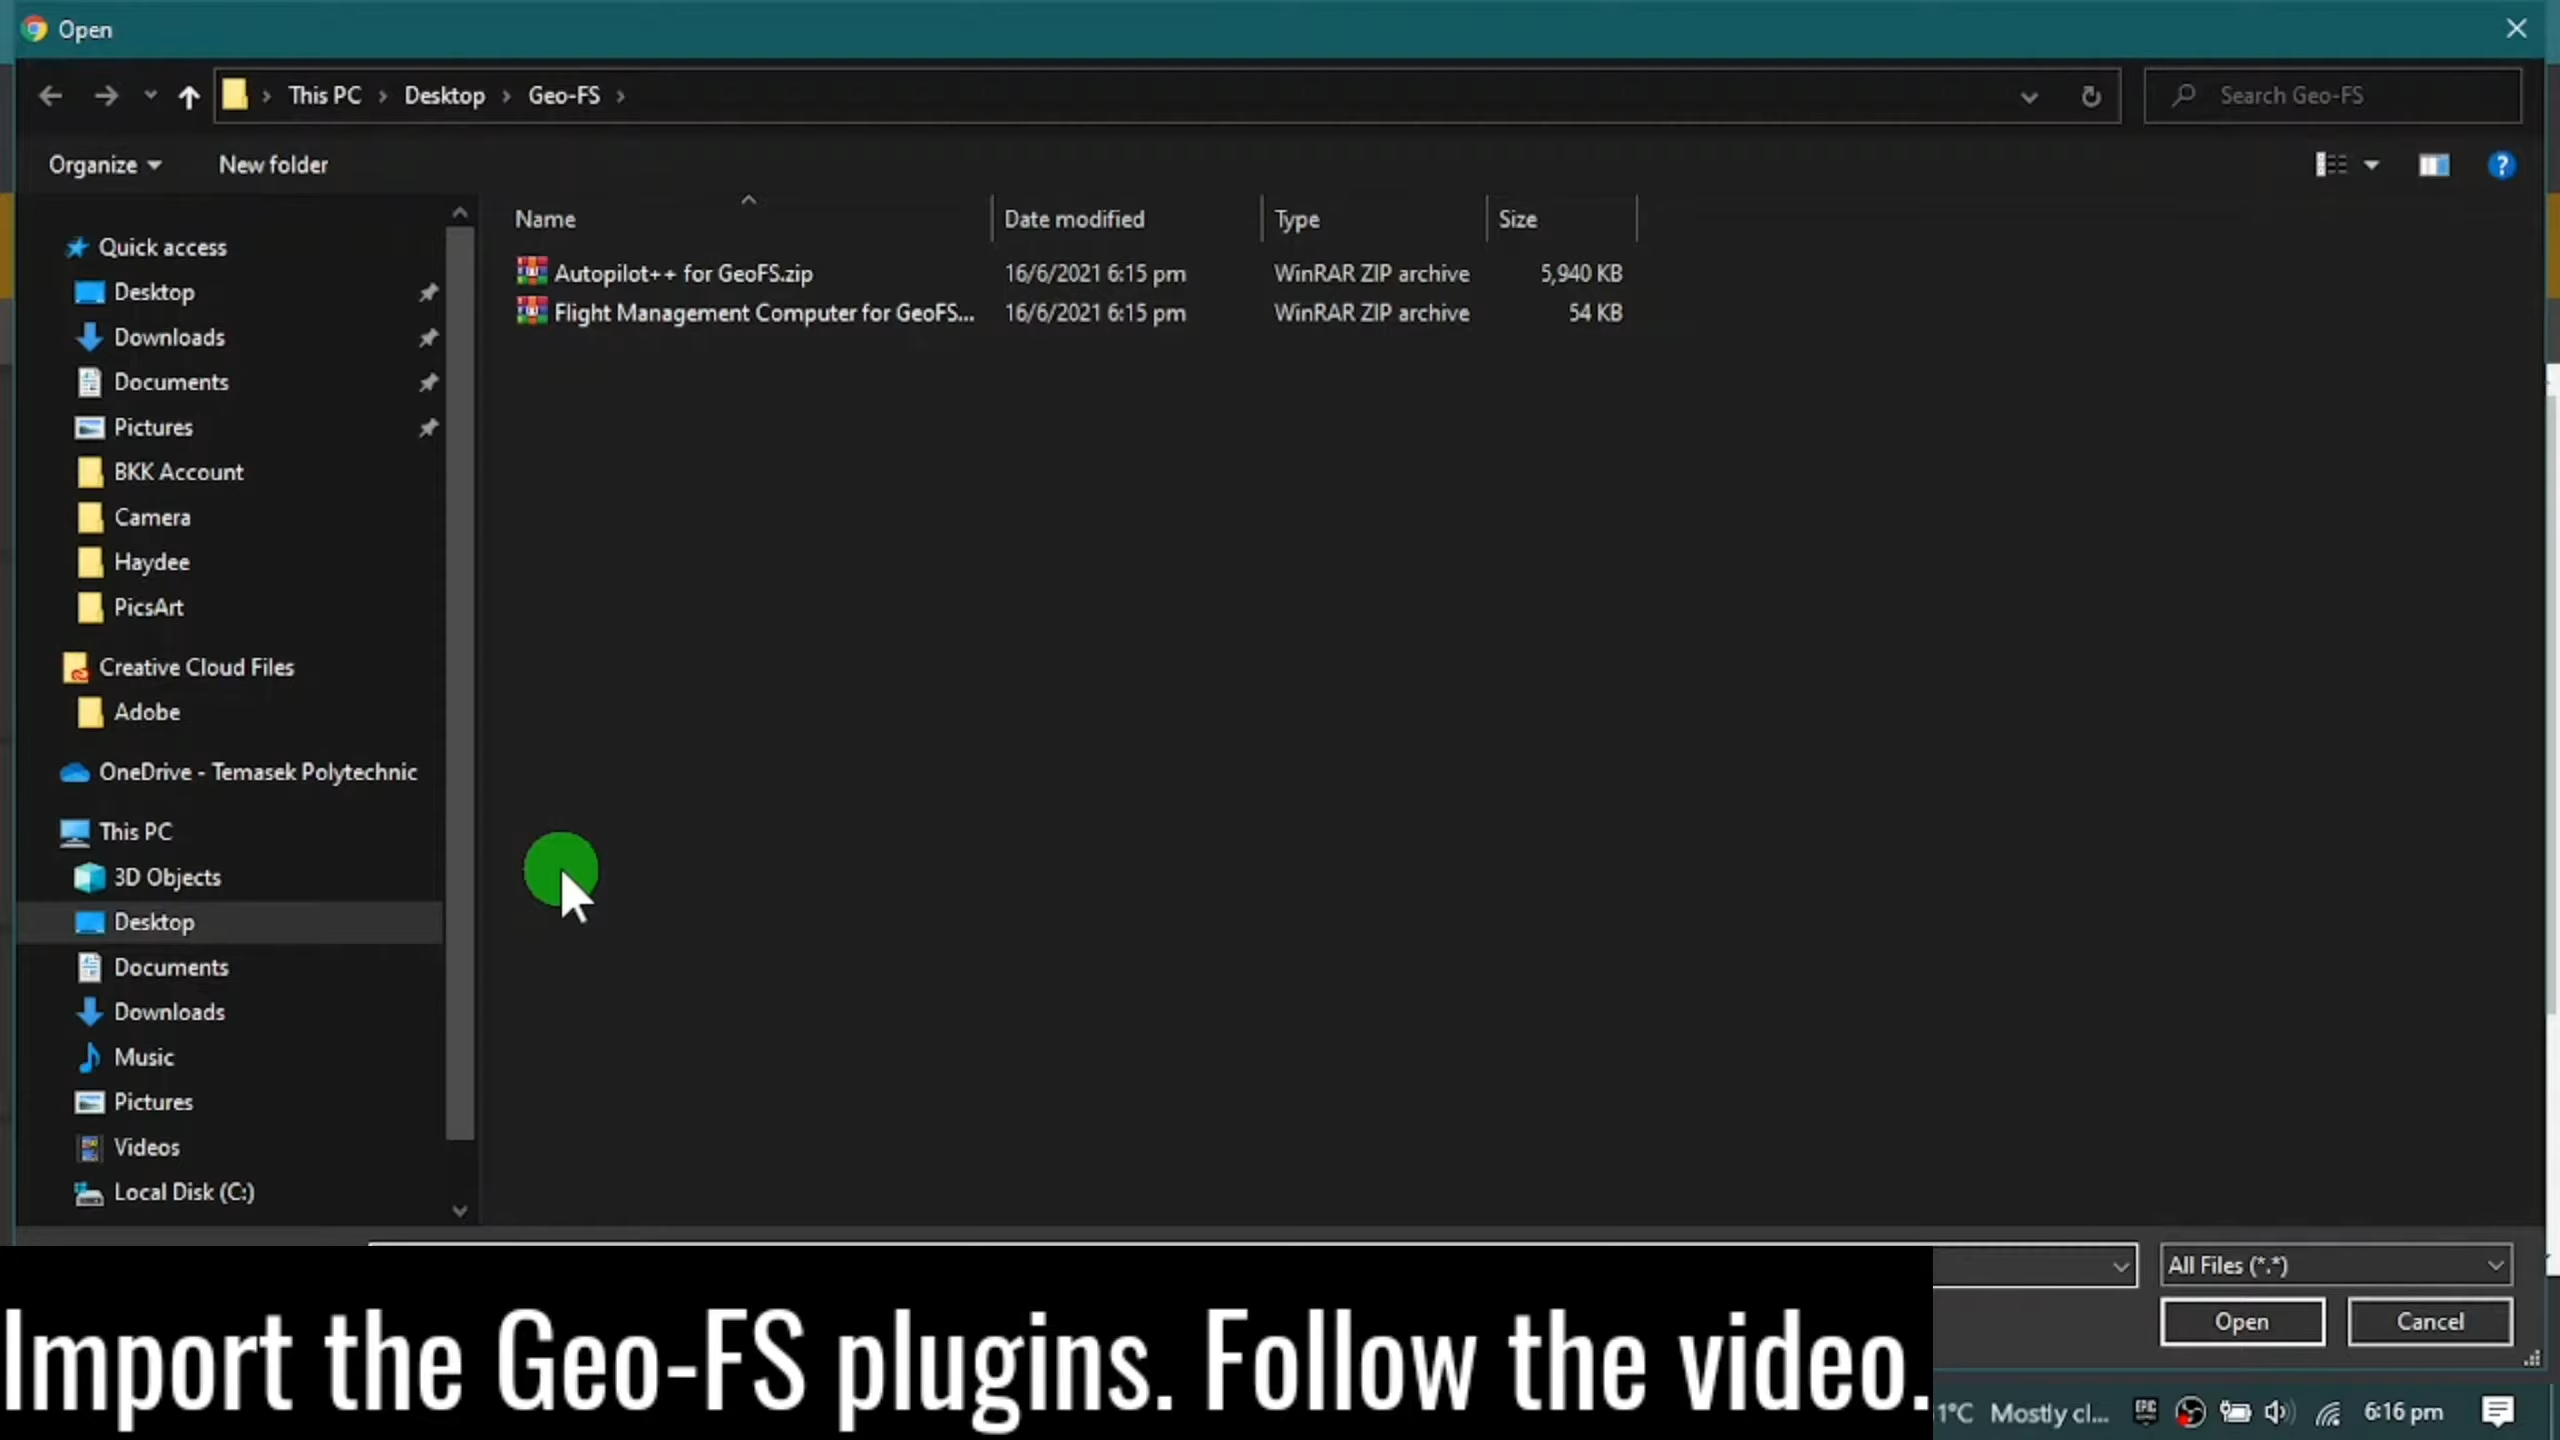 Open
This PC > Desktop > Geo-FS >
Search Geo-FS
Organize
New folder
Name
Date modified
Type
Size
Autopilot++ for GeoFS.zip
16/6/2021 6:15 pm
WinRAR ZIP archive
5,940 KB
Flight Management Computer for GeoFS...
16/6/2021 6:15 pm
WinRAR ZIP archive
54 KB
Quick access
Desktop
Downloads
Documents
Pictures
BKK Account
Camera
Haydee
PicsArt
Creative Cloud Files
Adobe
OneDrive - Temasek Polytechnic
This PC
3D Objects
Desktop
Documents
Downloads
Music
Pictures
Videos
Local Disk (C:)
All Files (*.*)
Open
Cancel
Import the Geo-FS plugins. Follow the video.
1°C Mostly cl...
EPIC
6:16 pm